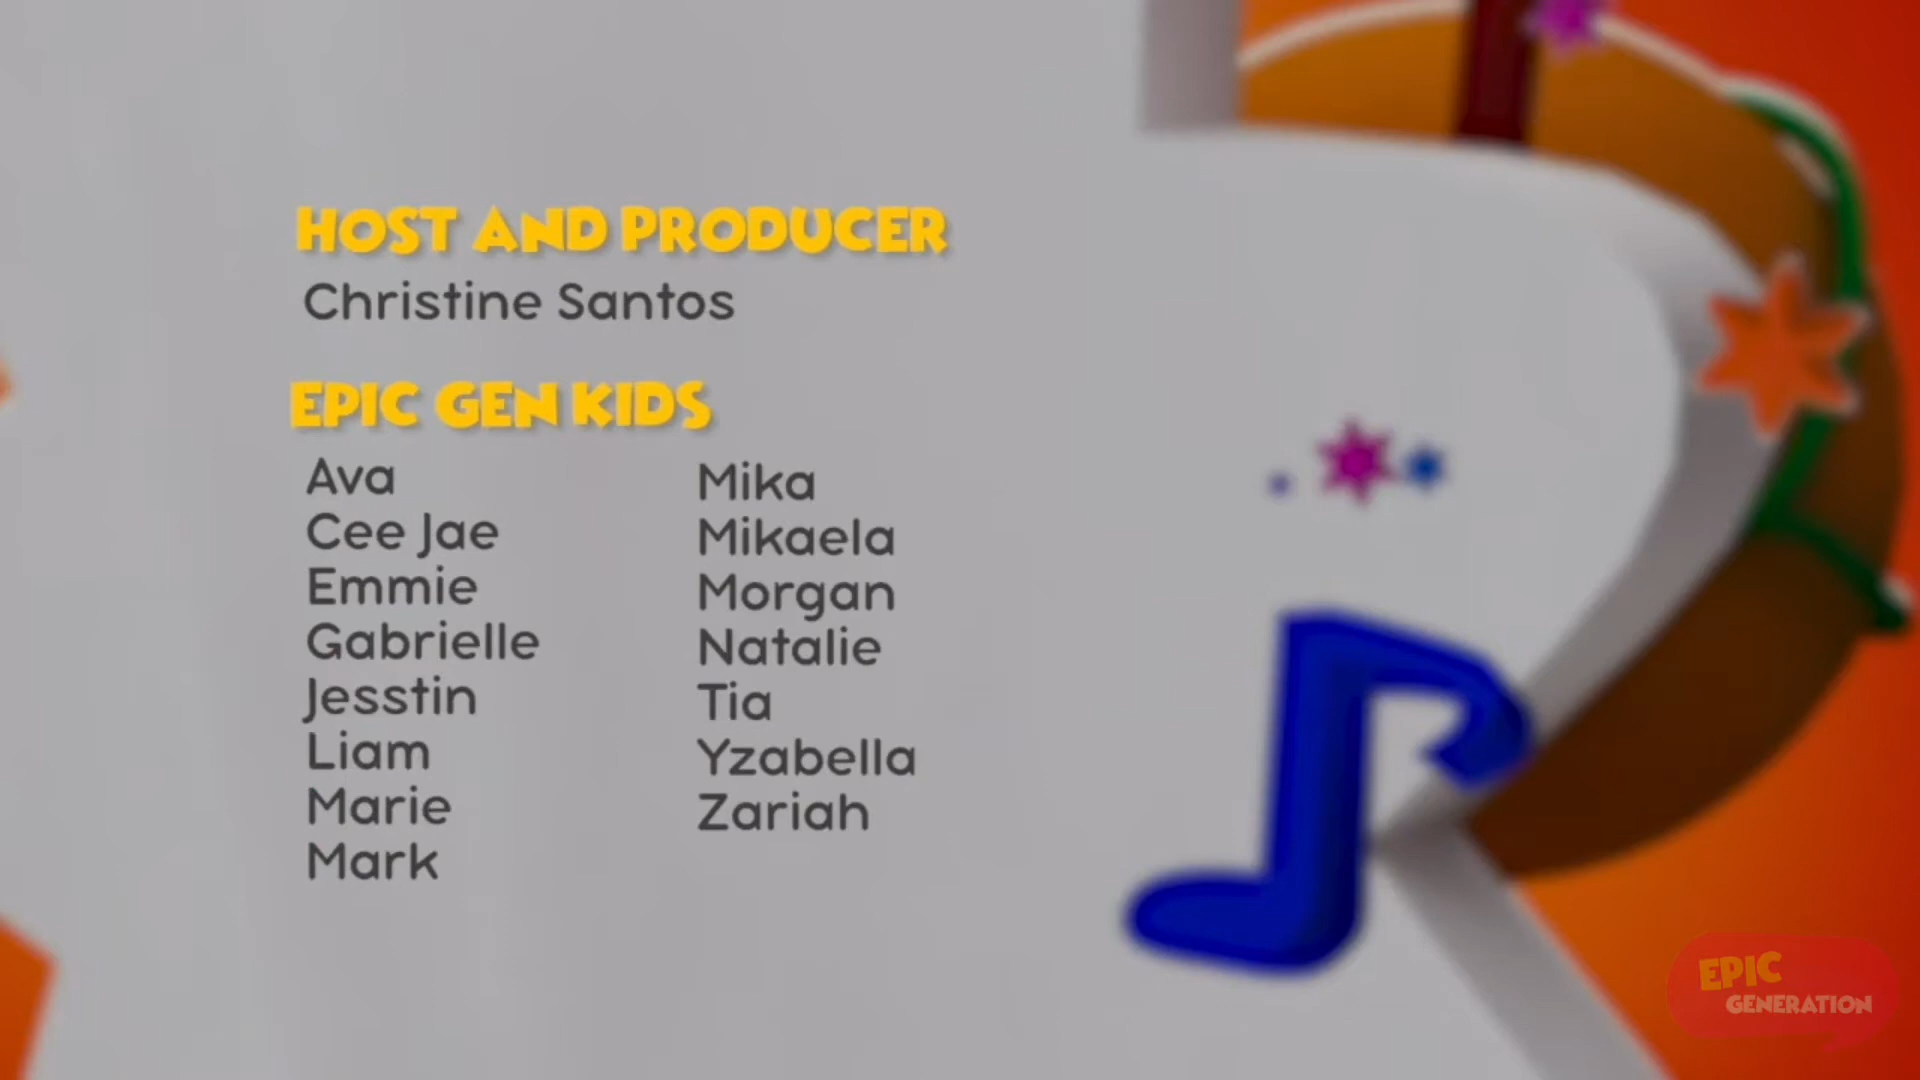 HOST AND PRODUCER
Christine Santos
EPIC GEN KIDS
Ava
Cee Jae
Emmie
Gabrielle
Jesstin
Liam
Marie
Mark
Mika
Mikaela
Morgan
Natalie
Tia
Yzabella
Zariah
EPIC
GENERATION